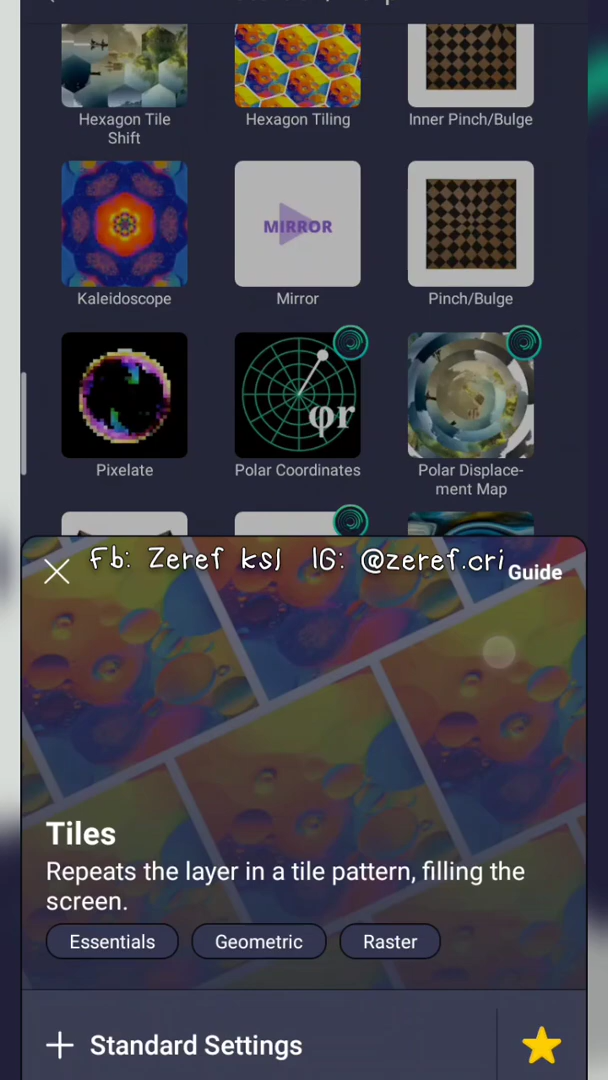 Hexagon Tile
Shift
Hexagon Tiling
Inner Pinch/Bulge
MIRROR
Kaleidoscope
Mirror
Pinch/Bulge
φr
Pixelate
Polar Coordinates
Polar Displace-
ment Map
Fb: Zeref ksl IG: @zeref.cri
Guide
Tiles
Repeats the layer in a tile pattern, filling the
screen.
Essentials
Geometric
Raster
Standard Settings